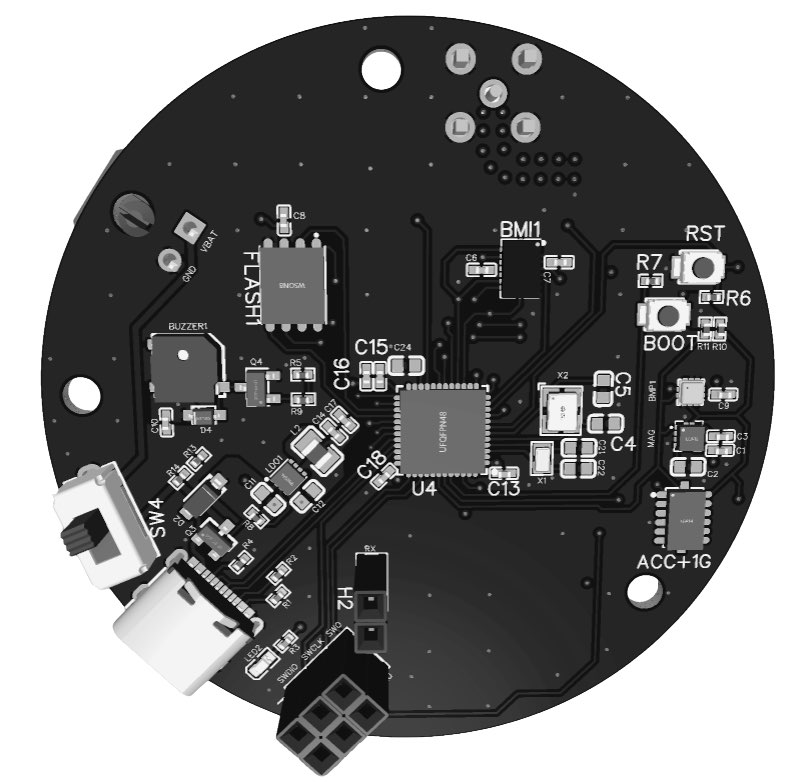 C8
VBAT
GND
FLASH1
WSON8
BMI1
C6
C7
RST
R7
R6
BOOT
R11
R10
BUZZER1
Q4
R5
R9
C10
D4
C15
C16
C24
X2
C5
C4
BMP1
C9
MAG
C3
C1
C2
C17
C14
L2
LDO1
C11
C12
C18
U4
UFQFPN48
C13
X1
C21
C22
ACC+1G
R13
R14
D2
Q3
R4
SW4
R2
R1
R3
LED2
RX
H2
SWO
SWCLK
SWDIO